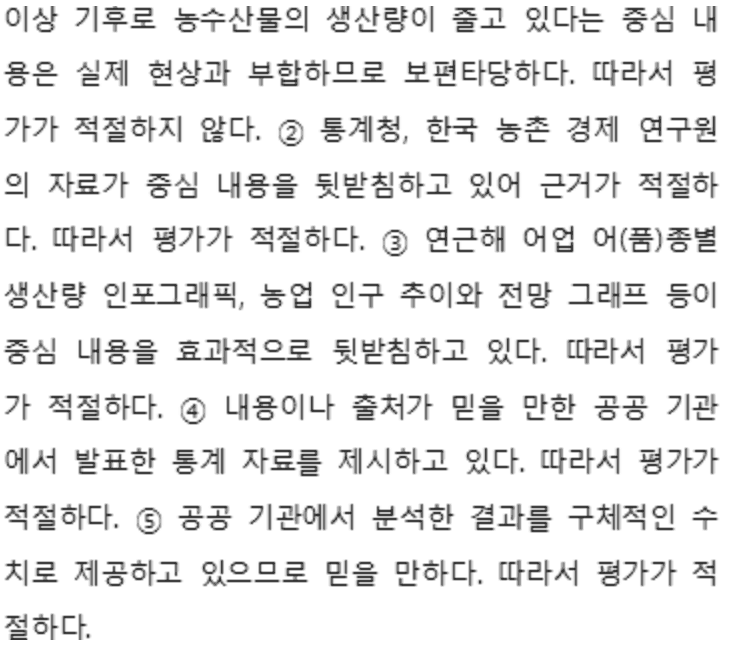 이상 기후로 농수산물의 생산량이 줄고 있다는 중심 내
용은 실제 현상과 부합하므로 보편타당하다. 따라서 평
가가 적절하지 않다. ② 통계청, 한국 농촌 경제 연구원
의 자료가 중심 내용을 뒷받침하고 있어 근거가 적절하
다. 따라서 평가가 적절하다. ③ 연근해 어업 어(품)종별
생산량 인포그래픽, 농업 인구 추이와 전망 그래프 등이
중심 내용을 효과적으로 뒷받침하고 있다. 따라서 평가
가 적절하다. ④ 내용이나 출처가 믿을 만한 공공 기관
에서 발표한 통계 자료를 제시하고 있다. 따라서 평가가
적절하다. ⑤ 공공 기관에서 분석한 결과를 구체적인 수
치로 제공하고 있으므로 믿을 만하다. 따라서 평가가 적
절하다.